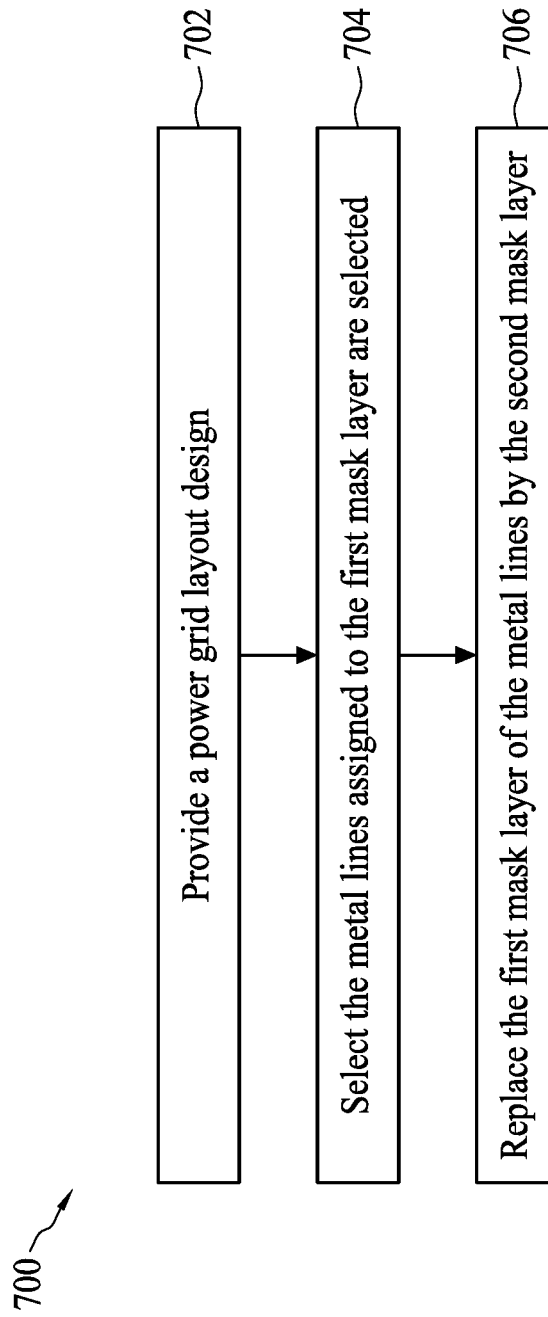 700
Provide a power grid layout design
702
Select the metal lines assigned to the first mask layer are selected
704
Replace the first mask layer of the metal lines by the second mask layer
706